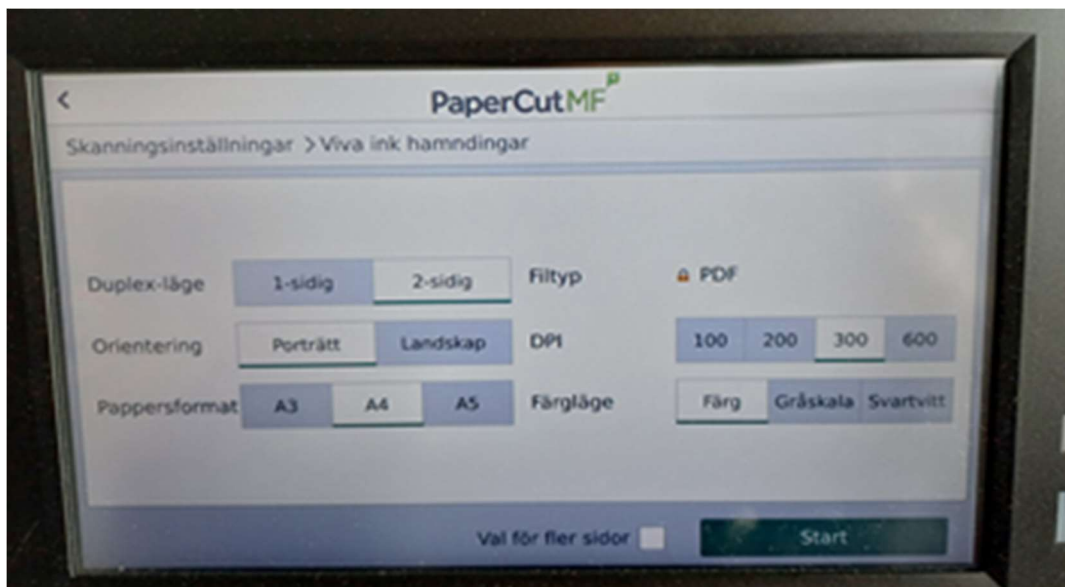 < PaperCutMF
Skanningsinställningar > Viva ink hamndingar
Duplex-läge 1-sidig 2-sidig Filtyp PDF
Orientering Porträtt Landskap DPI 100 200 300 600
Pappersformat A3 A4 A5 Färgläge Färg Gråskala Svartvitt
Val för fler sidor Start